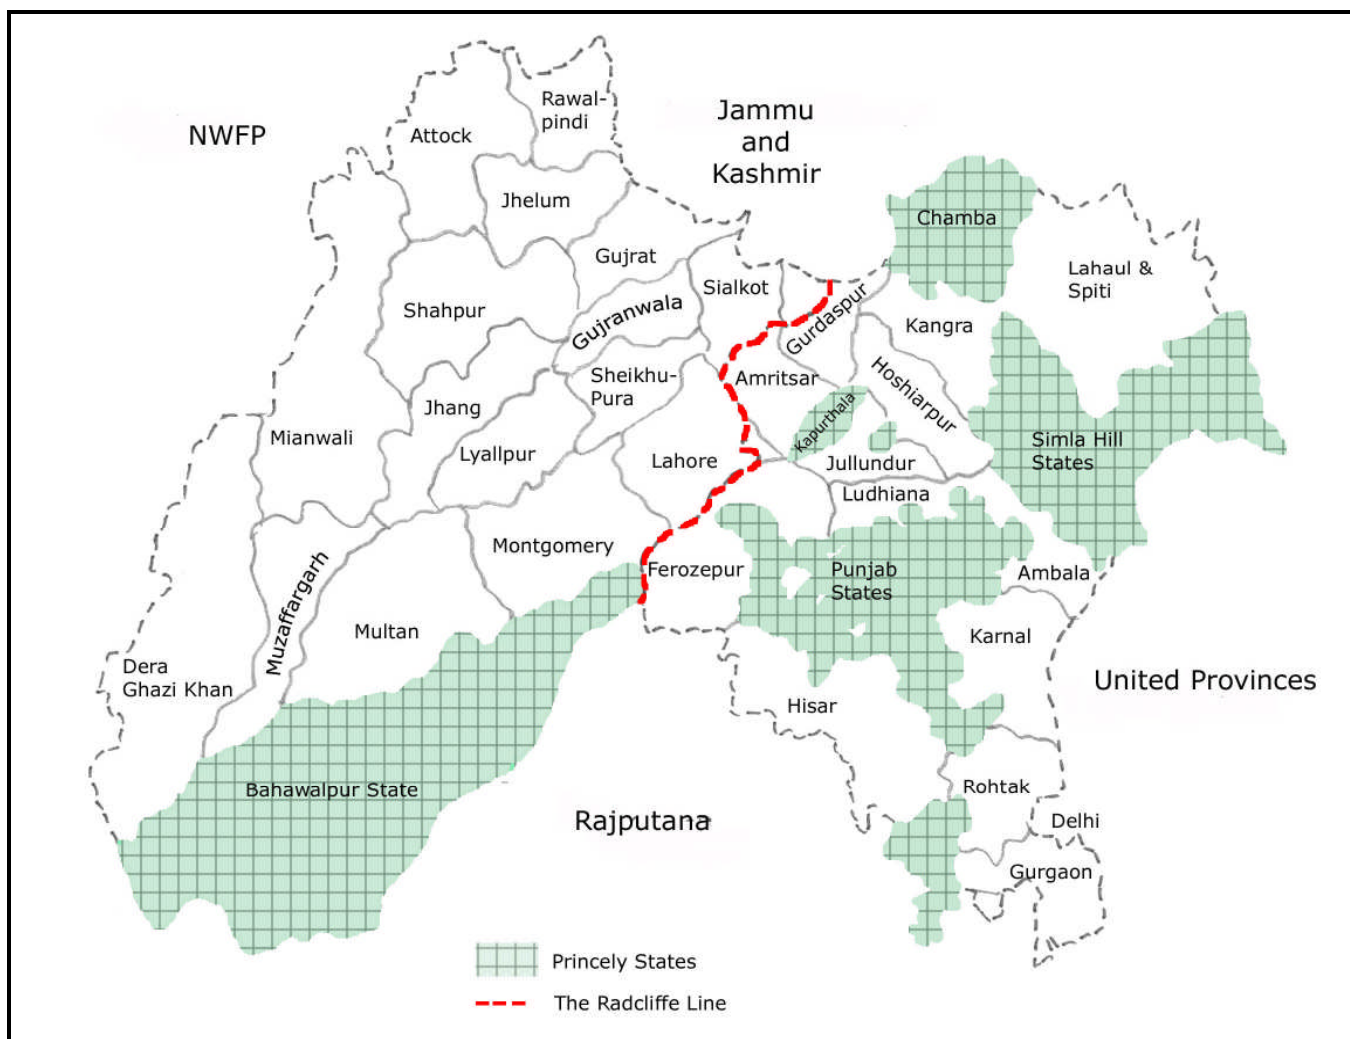 Rawal-
pindi
Attock
NWFP
Jammu
and
Kashmir
Jhelum
Chamba
Gujrat
Lahaul &
Spiti
Sialkot
Shahpur
Gujranwala
Gurdaspur
Kangra
Sheikhu-
Pura
Amritsar
Hoshiarpur
Jhang
Kapurthala
Mianwali
Lyallpur
Lahore
Jullundur
Simla Hill
States
Ludhiana
Montgomery
Ferozepur
Punjab
States
Ambala
Muzaffargarh
Multan
Karnal
Dera
Ghazi Khan
United Provinces
Hisar
Bahawalpur State
Rajputana
Rohtak
Delhi
Gurgaon
Princely States
The Radcliffe Line